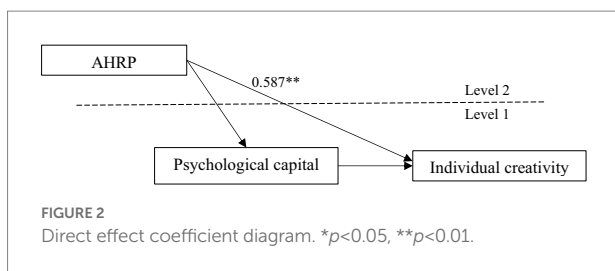 AHRP
0.587**
Level 2
Level 1
Psychological capital
Individual creativity
FIGURE 2
Direct effect coefficient diagram. *p<0.05, **p<0.01.